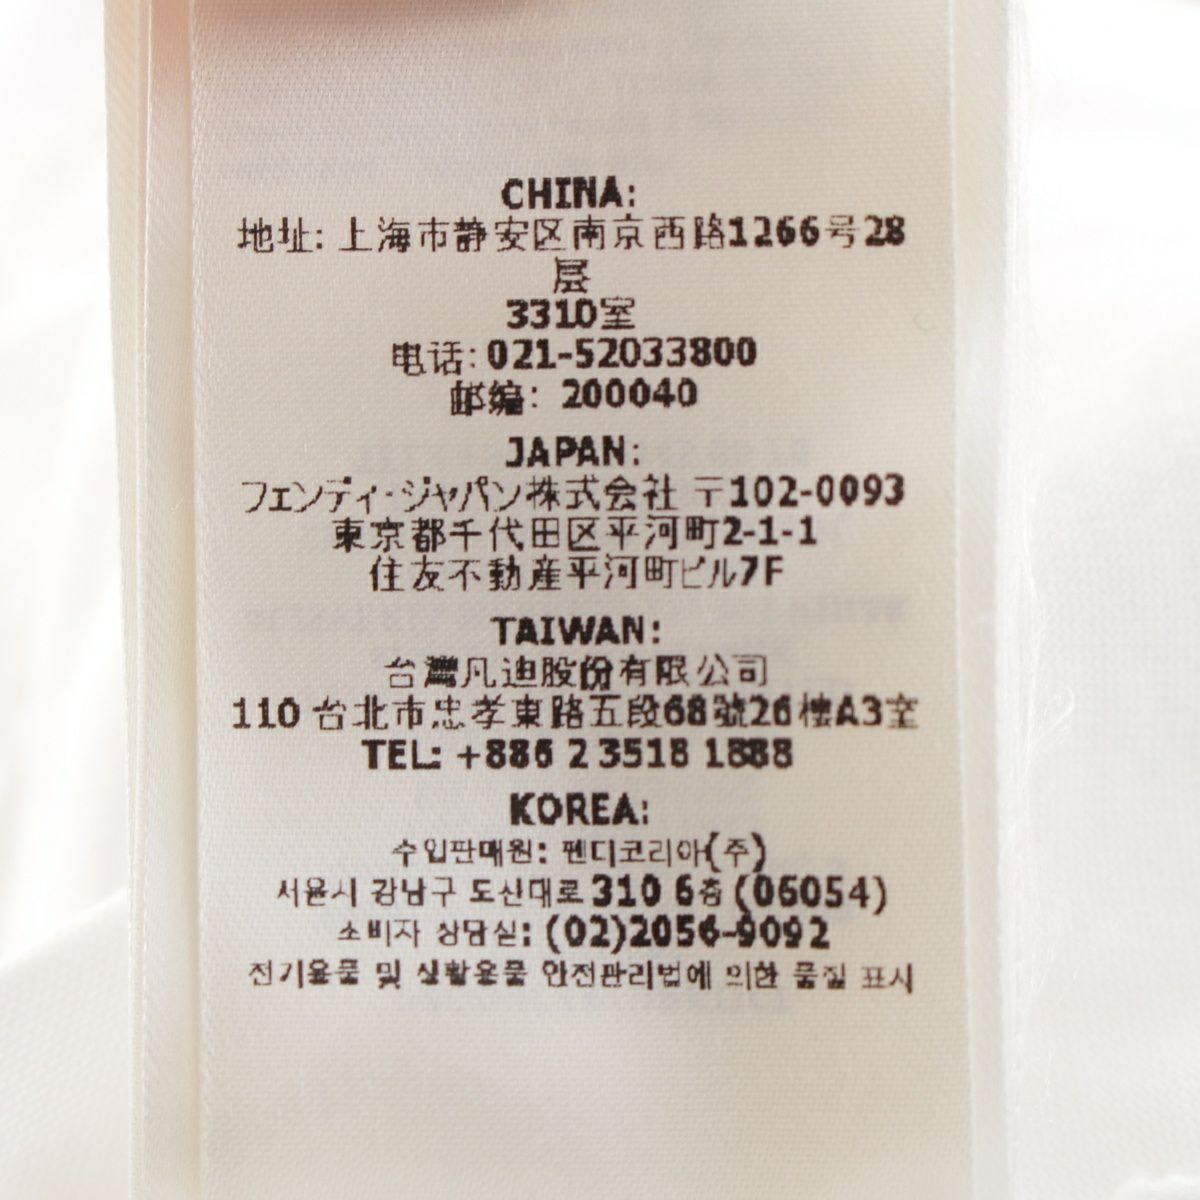 CHINA:
地址: 上海市静安区南京西路1266号28
层
3310室
电话: 021-52033800
邮编: 200040
JAPAN:
フェンディ・ジャパン株式会社 〒102-0093
東京都千代田区平河町2-1-1
住友不動産平河町ビル7F
TAIWAN:
台灣凡迪股份有限公司
110 台北市忠孝東路五段68號26樓A3室
TEL: +886 2 3518 1888
KOREA:
수입판매원: 펜디코리아(주)
서울시 강남구 도산대로 310 6층 (06054)
소비자 상담실: (02)2056-9092
전기용품 및 생활용품 안전관리법에 의한 품질 표시